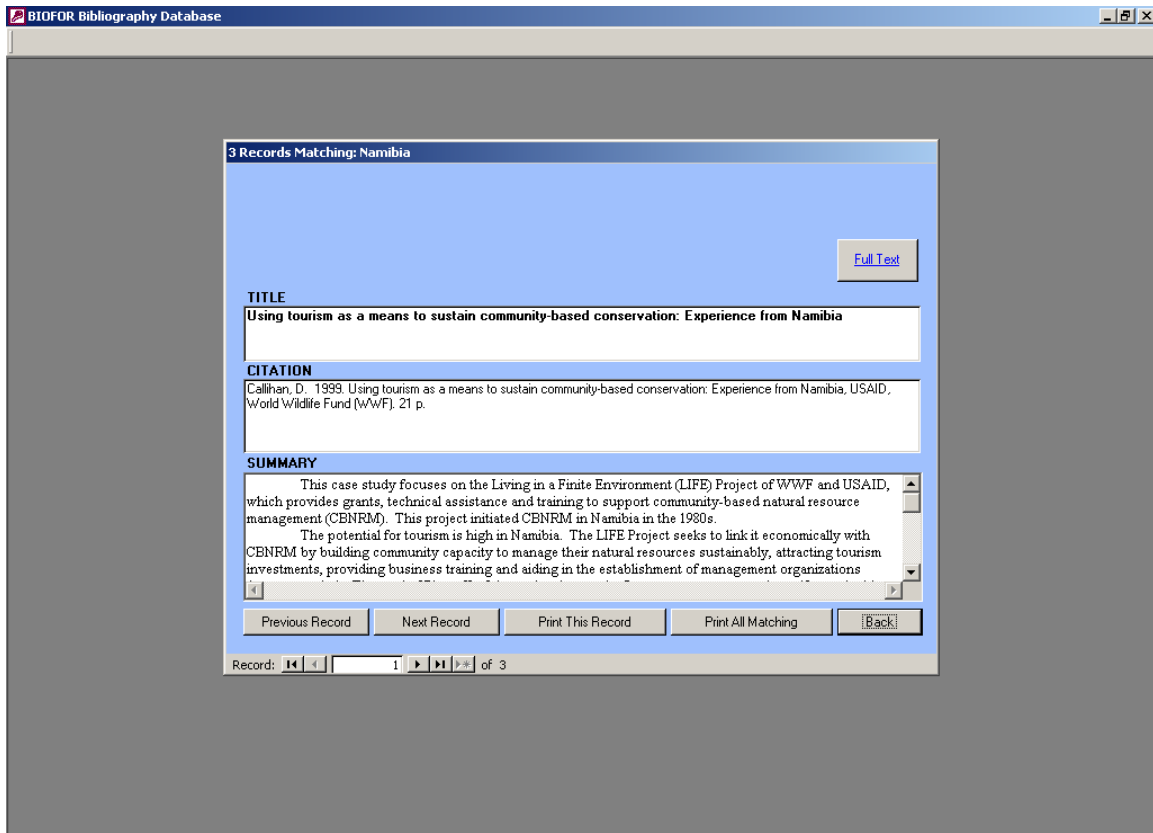 BIOFOR Bibliography Database
3 Records Matching: Namibia
Full Text
TITLE
Using tourism as a means to sustain community-based conservation: Experience from Namibia
CITATION
Callihan, D. 1999. Using tourism as a means to sustain community-based conservation: Experience from Namibia, USAID,
World Wildlife Fund (WWF). 21 p.
SUMMARY
This case study focuses on the Living in a Finite Environment (LIFE) Project of WWF and USAID,
which provides grants, technical assistance and training to support community-based natural resource
management (CBNRM). This project initiated CBNRM in Namibia in the 1980s.
The potential for tourism is high in Namibia. The LIFE Project seeks to link it economically with
CBNRM by building community capacity to manage their natural resources sustainably, attracting tourism
investments, providing business training and aiding in the establishment of management organizations
Previous Record Next Record Print This Record Print All Matching Back
Record: 1 of 3